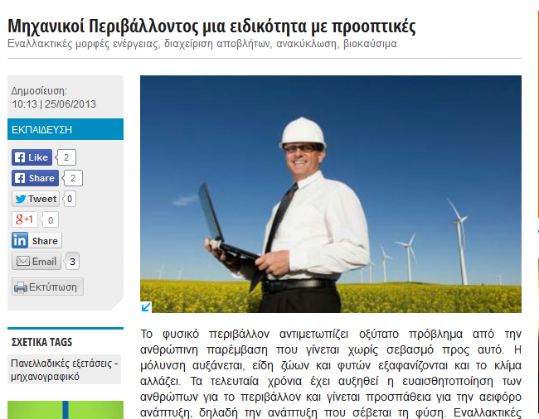 Μηχανικοί Περιβάλλοντος μια ειδικότητα με προοπτικές
Εναλλακτικές μορφές ενέργειας, διαχείριση αποβλήτων, ανακύκλωση, βιοκαύσιμα
Δημοσίευση:
10:13 | 25/06/2013
ΕΚΠΑΙΔΕΥΣΗ
Like 2
Share 2
Tweet 0
g+1 0
in Share
Email 3
Εκτύπωση
ΣΧΕΤΙΚΑ TAGS
Πανελλαδικές εξετάσεις -
μηχανογραφικό
Το φυσικό περιβάλλον αντιμετωπίζει οξύτατο πρόβλημα από την
ανθρώπινη παρέμβαση που γίνεται χωρίς σεβασμό προς αυτό. Η
μόλυνση αυξάνεται, είδη ζώων και φυτών εξαφανίζονται και το κλίμα
αλλάζει. Τα τελευταία χρόνια έχει αυξηθεί η ευαισθητοποίηση των
ανθρώπων για το περιβάλλον και γίνεται προσπάθεια για την αειφόρο
ανάπτυξη, δηλαδή την ανάπτυξη που σέβεται τη φύση. Εναλλακτικές